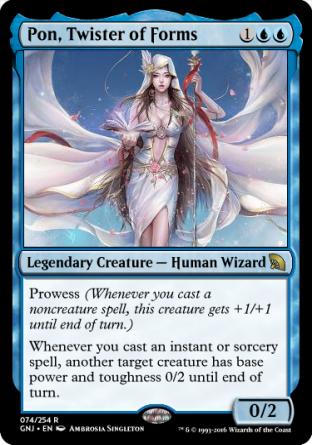 Pon, Twister of Forms 1
Legendary Creature — Human Wizard
Prowess (Whenever you cast a
noncreature spell, this creature gets +1/+1
until end of turn.)
Whenever you cast an instant or sorcery
spell, another target creature has base
power and toughness 0/2 until end of
turn.
0/2
074/254 R
GNJ • EN AMBROSIA SINGLETON
™ & © 1993-2016 Wizards of the Coast